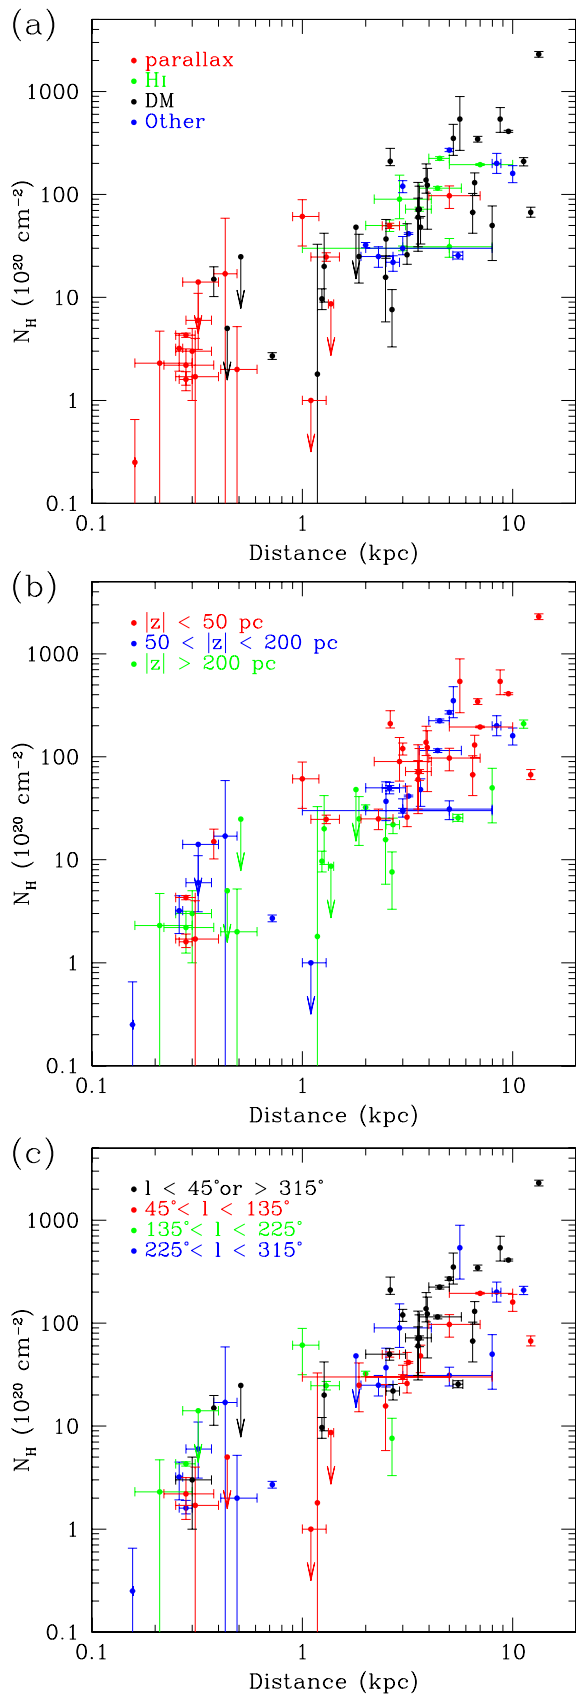 (a)
parallax
HI
DM
Other
1000
100
10
1
0.1
0.1 1 10
N_H (10^20 cm^−2)
Distance (kpc)
(b)
|z| < 50 pc
50 < |z| < 200 pc
|z| > 200 pc
1000
100
10
1
0.1
0.1 1 10
N_H (10^20 cm^−2)
Distance (kpc)
(c)
l < 45° or > 315°
45° < l < 135°
135° < l < 225°
225° < l < 315°
1000
100
10
1
0.1
0.1 1 10
N_H (10^20 cm^−2)
Distance (kpc)